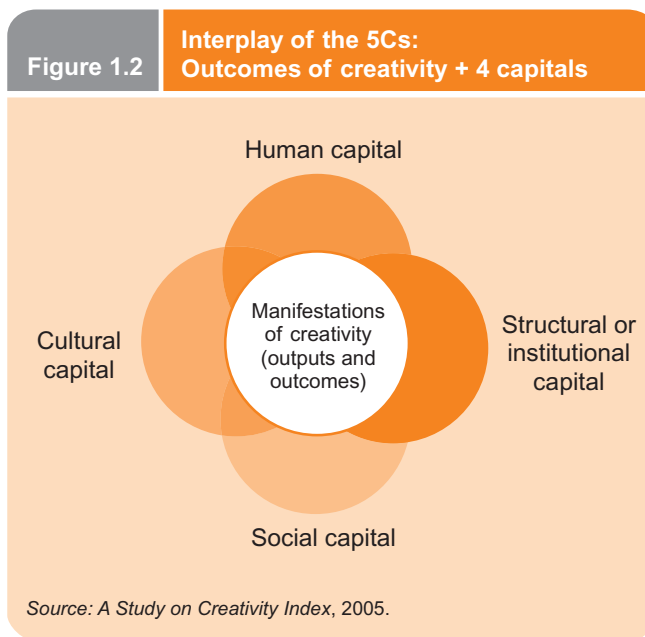 Figure 1.2
Interplay of the 5Cs:
Outcomes of creativity + 4 capitals
Human capital
Cultural
capital
Manifestations
of creativity
(outputs and
outcomes)
Structural or
institutional
capital
Social capital
Source: A Study on Creativity Index, 2005.